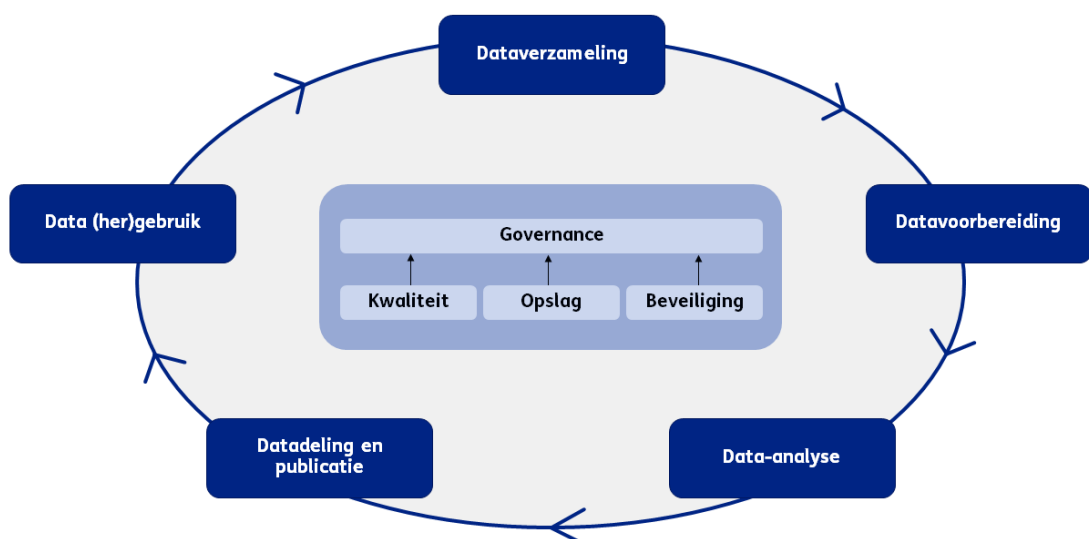 Dataverzameling
Data (her)gebruik
Datavoorbereiding
Governance
Kwaliteit
Opslag
Beveiliging
Datadeling en
publicatie
Data-analyse